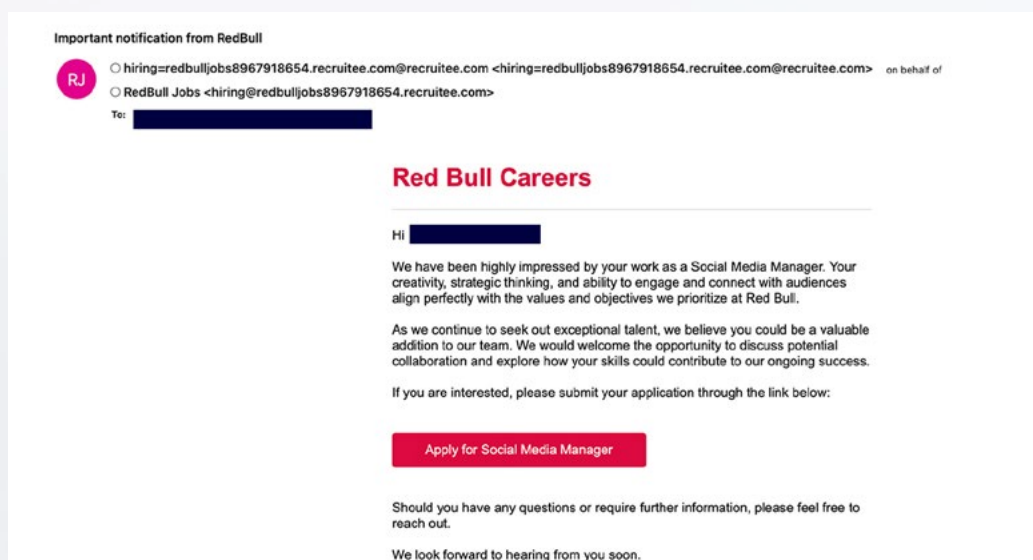 Important notification from RedBull
RJ
hiring=redbulljobs8967918654.recruitee.com@recruitee.com <hiring=redbulljobs8967918654.recruitee.com@recruitee.com> on behalf of
RedBull Jobs <hiring@redbulljobs8967918654.recruitee.com>
To:
Red Bull Careers
Hi
We have been highly impressed by your work as a Social Media Manager. Your
creativity, strategic thinking, and ability to engage and connect with audiences
align perfectly with the values and objectives we prioritize at Red Bull.
As we continue to seek out exceptional talent, we believe you could be a valuable
addition to our team. We would welcome the opportunity to discuss potential
collaboration and explore how your skills could contribute to our ongoing success.
If you are interested, please submit your application through the link below:
Apply for Social Media Manager
Should you have any questions or require further information, please feel free to
reach out.
We look forward to hearing from you soon.